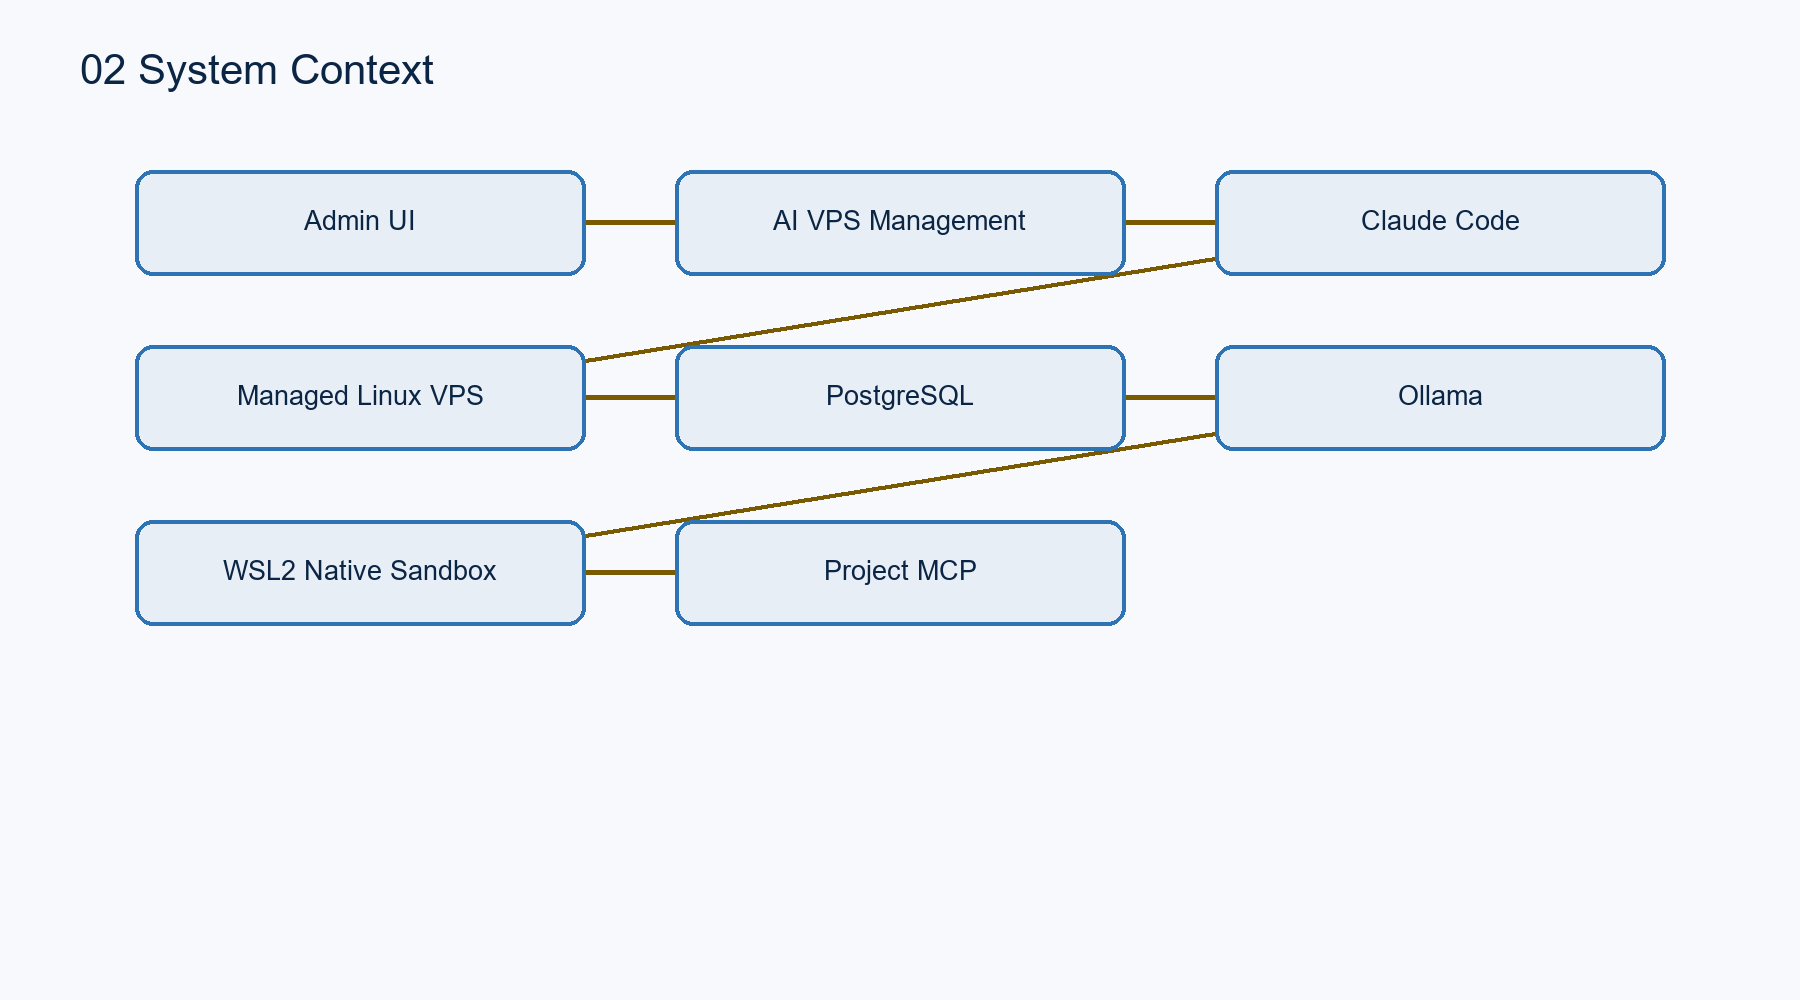 02 System Context
Admin UI
AI VPS Management
Claude Code
Managed Linux VPS
PostgreSQL
Ollama
WSL2 Native Sandbox
Project MCP